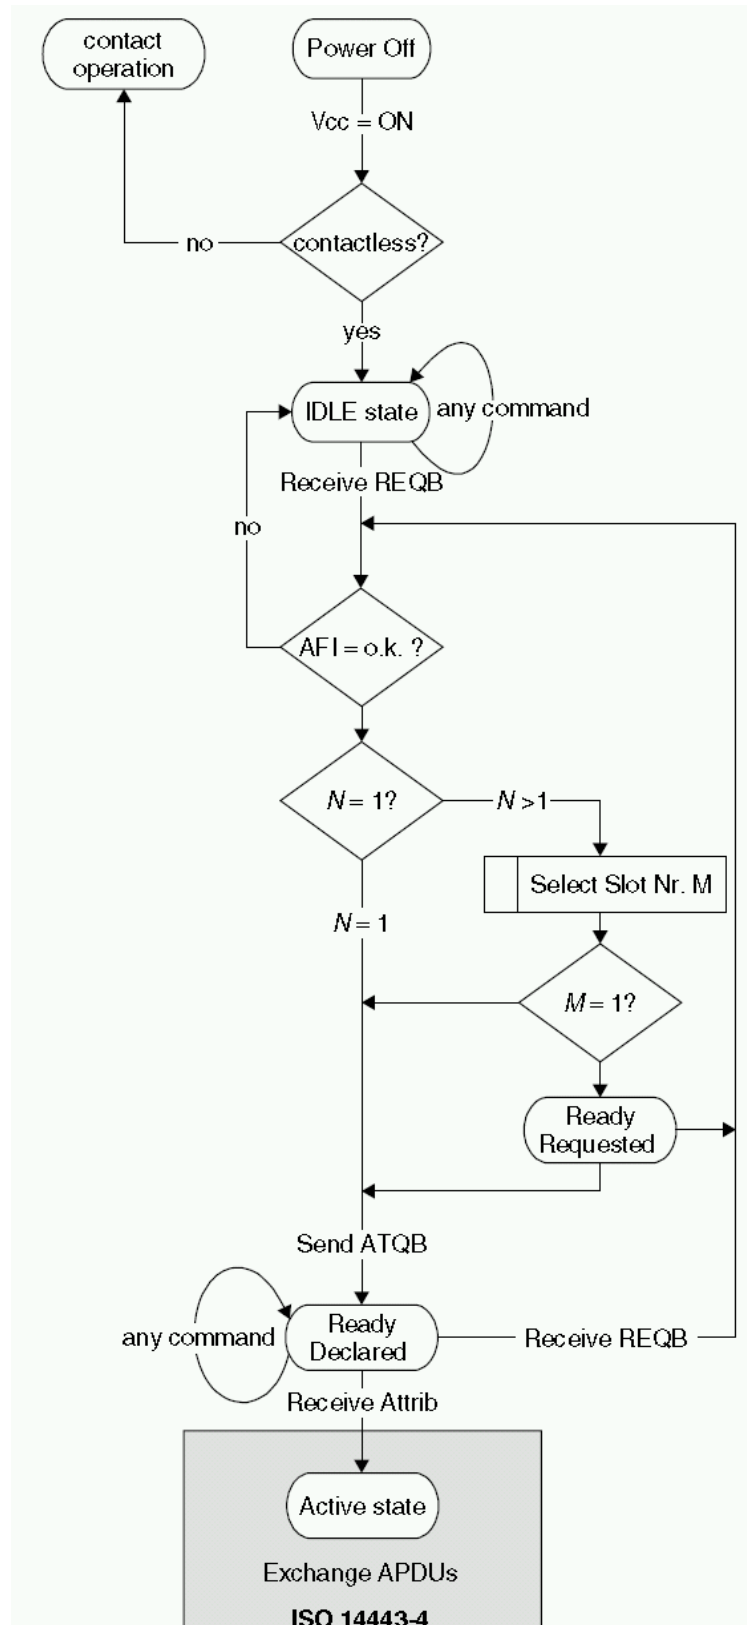 contact
operation
Power Off
Vcc = ON
contactless?
no
yes
IDLE state
any command
Receive REQB
no
AFI = o.k. ?
N = 1?
N >1
Select Slot Nr. M
N = 1
M = 1?
Ready
Requested
Send ATQB
any command
Ready
Declared
Receive REQB
Receive Attrib
Active state
Exchange APDUs
ISO 14443-4